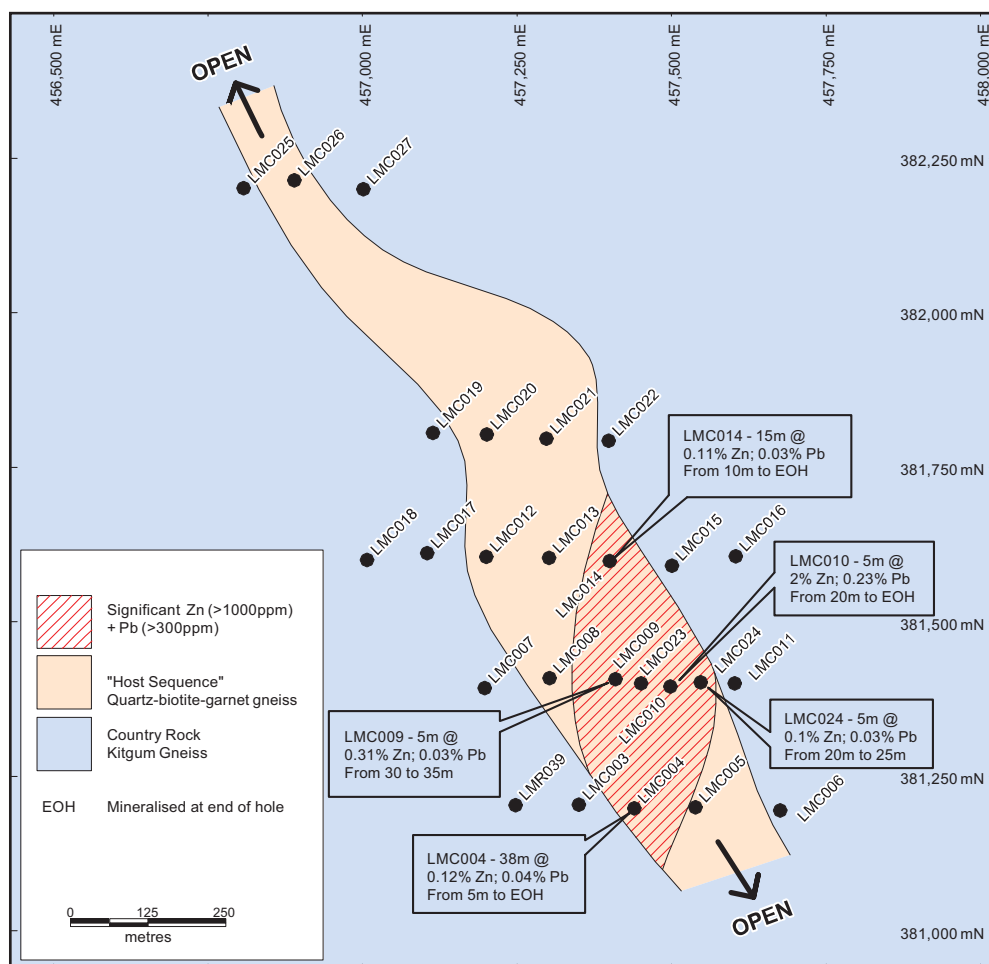 456,500 mE
457,000 mE
457,250 mE
457,500 mE
457,750 mE
458,000 mE
OPEN
LMC025
LMC026
LMC027
382,250 mN
382,000 mN
LMC019
LMC020
LMC021
LMC022
LMC014 - 15m @
0.11% Zn; 0.03% Pb
From 10m to EOH
381,750 mN
LMC018
LMC017
LMC012
LMC013
LMC014
LMC015
LMC016
LMC010 - 5m @
2% Zn; 0.23% Pb
From 20m to EOH
381,500 mN
LMC007
LMC008
LMC009
LMC023
LMC010
LMC024
LMC011
LMC009 - 5m @
0.31% Zn; 0.03% Pb
From 30 to 35m
LMC024 - 5m @
0.1% Zn; 0.03% Pb
From 20m to 25m
381,250 mN
LMR039
LMC003
LMC004
LMC005
LMC006
LMC004 - 38m @
0.12% Zn; 0.04% Pb
From 5m to EOH
OPEN
381,000 mN
Significant Zn (>1000ppm)
+ Pb (>300ppm)
"Host Sequence"
Quartz-biotite-garnet gneiss
Country Rock
Kitgum Gneiss
EOH Mineralised at end of hole
0 125 250
metres